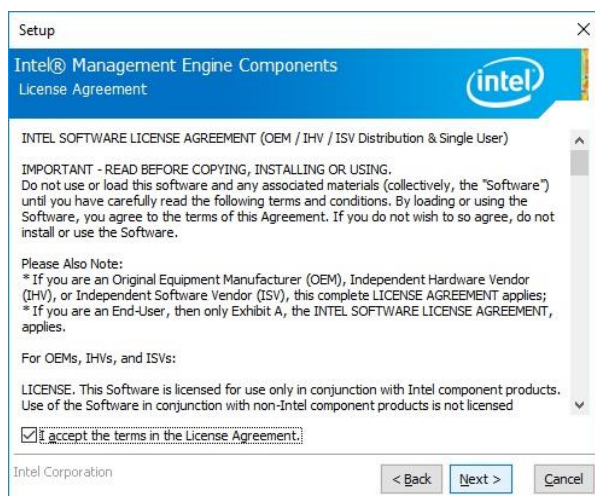 Setup
Intel® Management Engine Components
License Agreement
intel
INTEL SOFTWARE LICENSE AGREEMENT (OEM / IHV / ISV Distribution & Single User)
IMPORTANT - READ BEFORE COPYING, INSTALLING OR USING.
Do not use or load this software and any associated materials (collectively, the "Software")
until you have carefully read the following terms and conditions. By loading or using the
Software, you agree to the terms of this Agreement. If you do not wish to so agree, do not
install or use the Software.
Please Also Note:
* If you are an Original Equipment Manufacturer (OEM), Independent Hardware Vendor
(IHV), or Independent Software Vendor (ISV), this complete LICENSE AGREEMENT applies;
* If you are an End-User, then only Exhibit A, the INTEL SOFTWARE LICENSE AGREEMENT,
applies.
For OEMs, IHVs, and ISVs:
LICENSE. This Software is licensed for use only in conjunction with Intel component products.
Use of the Software in conjunction with non-Intel component products is not licensed
I accept the terms in the License Agreement.
Intel Corporation
< Back Next > Cancel